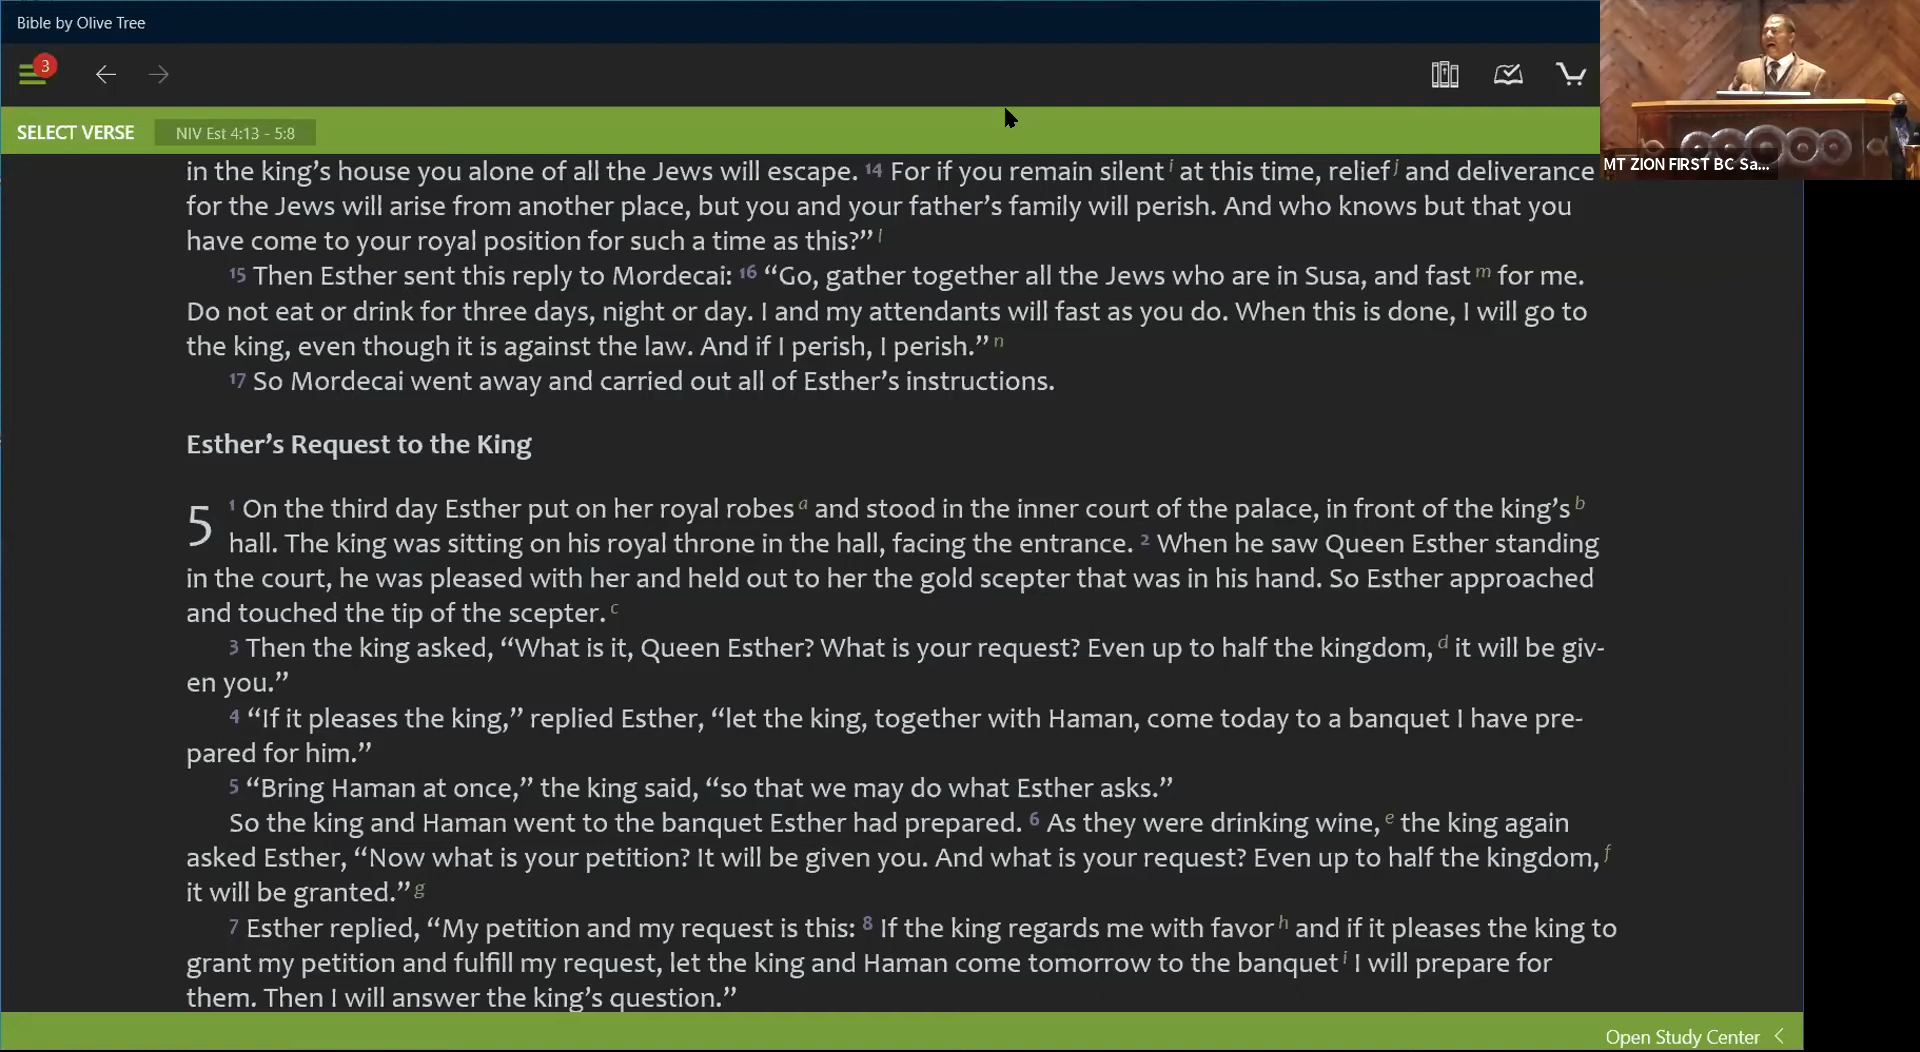 Bible by Olive Tree
3
SELECT VERSE NIV Est 4:13 - 5:8
in the king’s house you alone of all the Jews will escape. 14 For if you remain silent i at this time, relief j and deliverance
for the Jews will arise from another place, but you and your father’s family will perish. And who knows but that you
have come to your royal position for such a time as this?” l
15 Then Esther sent this reply to Mordecai: 16 “Go, gather together all the Jews who are in Susa, and fast m for me.
Do not eat or drink for three days, night or day. I and my attendants will fast as you do. When this is done, I will go to
the king, even though it is against the law. And if I perish, I perish.” n
17 So Mordecai went away and carried out all of Esther’s instructions.
Esther’s Request to the King
5 1 On the third day Esther put on her royal robes a and stood in the inner court of the palace, in front of the king’s b
hall. The king was sitting on his royal throne in the hall, facing the entrance. 2 When he saw Queen Esther standing
in the court, he was pleased with her and held out to her the gold scepter that was in his hand. So Esther approached
and touched the tip of the scepter. c
3 Then the king asked, “What is it, Queen Esther? What is your request? Even up to half the kingdom, d it will be giv-
en you.”
4 “If it pleases the king,” replied Esther, “let the king, together with Haman, come today to a banquet I have pre-
pared for him.”
5 “Bring Haman at once,” the king said, “so that we may do what Esther asks.”
So the king and Haman went to the banquet Esther had prepared. 6 As they were drinking wine, e the king again
asked Esther, “Now what is your petition? It will be given you. And what is your request? Even up to half the kingdom, f
it will be granted.” g
7 Esther replied, “My petition and my request is this: 8 If the king regards me with favor h and if it pleases the king to
grant my petition and fulfill my request, let the king and Haman come tomorrow to the banquet i I will prepare for
them. Then I will answer the king’s question.”
Open Study Center
MT ZION FIRST BC Sa...